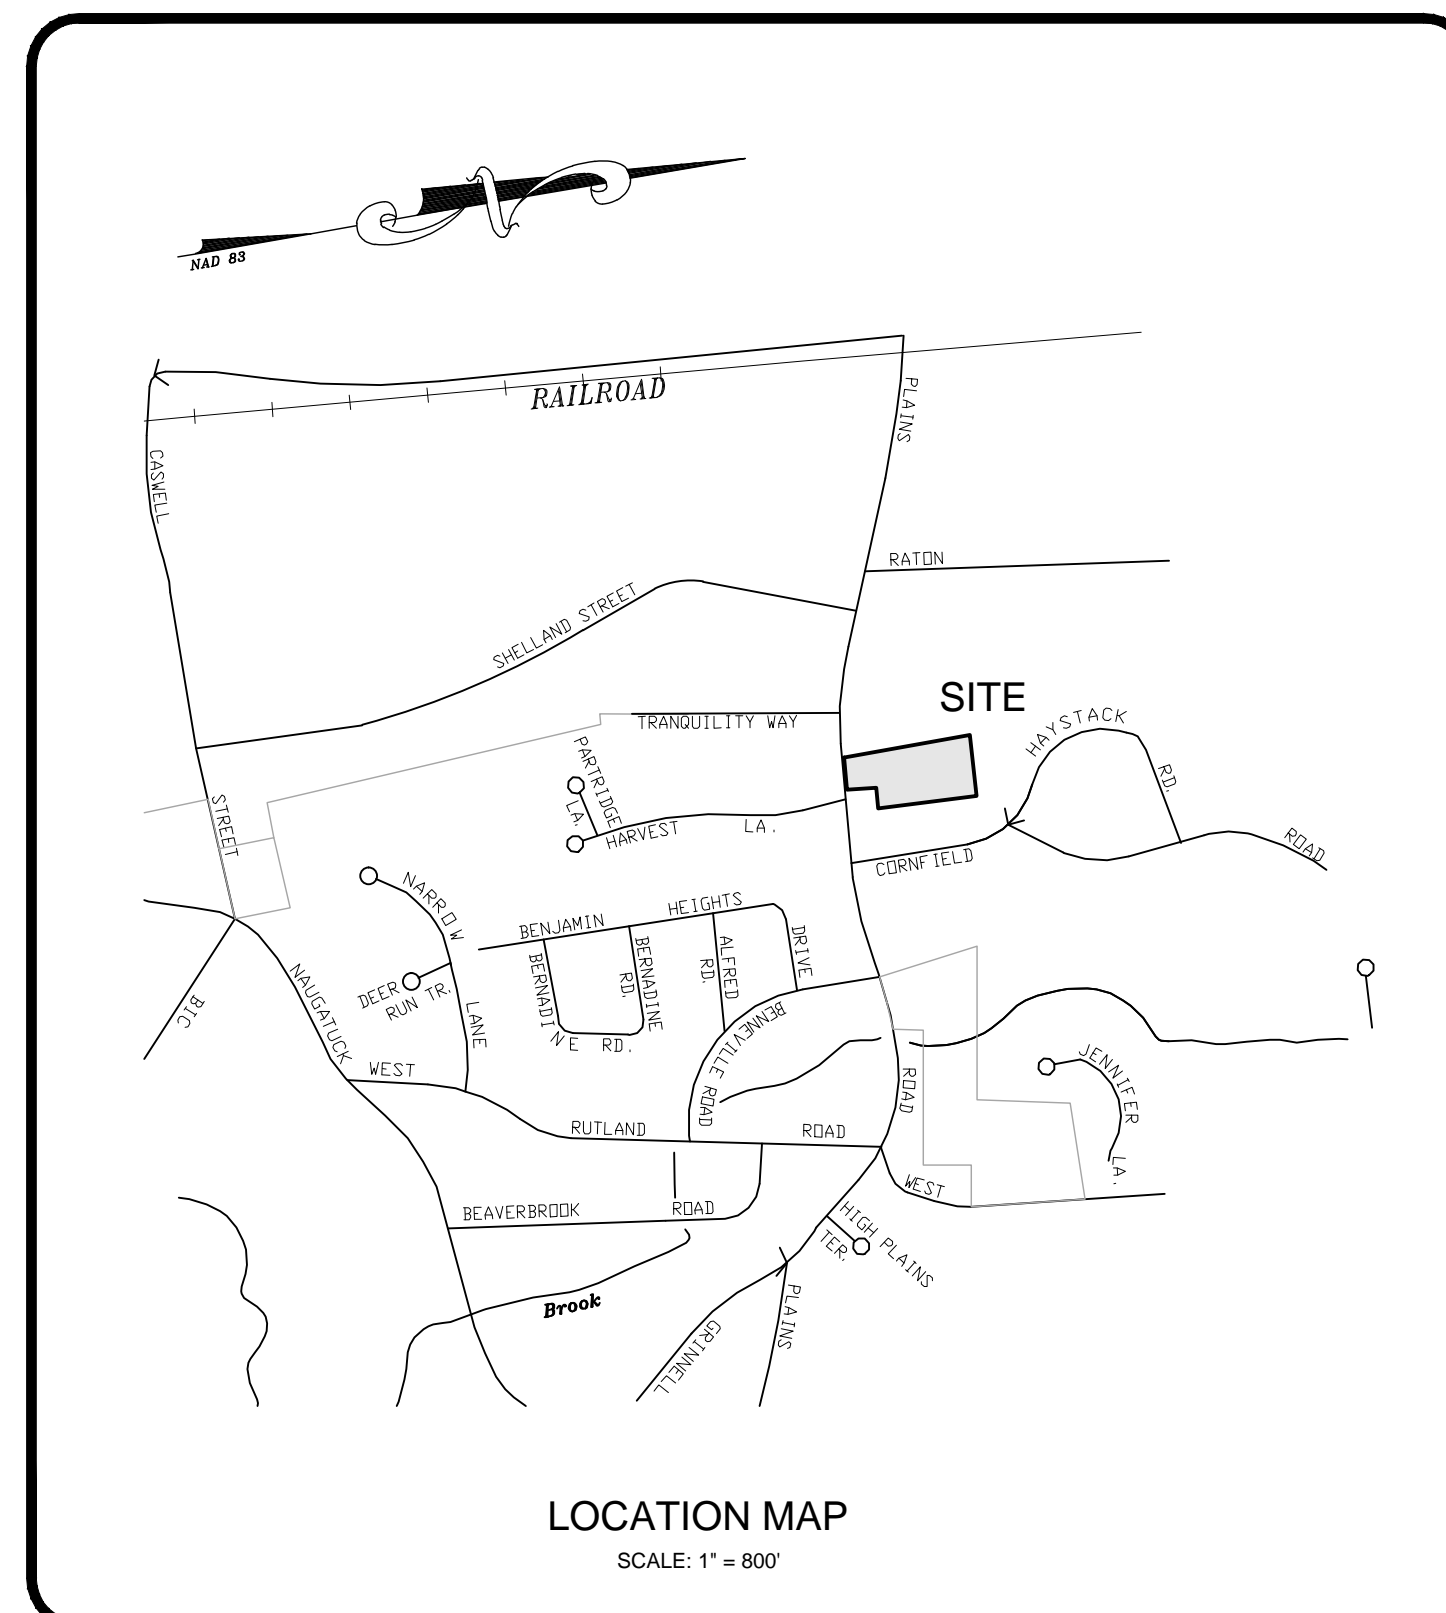 N
NAD 83
RAILROAD
PLAINS
CASWELL
RATON
SHELLAND STREET
SITE
TRANQUILITY WAY
HAYSTACK
RD.
PARTRIDGE
LA.
STREET
HARVEST LA.
CORNFIELD
ROAD
NARROW
BENJAMIN HEIGHTS
DRIVE
BERNADINE
RD.
ALFRED
RD.
BERNADINE RD.
NAUGATUCK
DEER
RUN TR.
LANE
BIC
BENNEVILLE ROAD
WEST
ROAD
JENNIFER
LA.
RUTLAND ROAD
WEST
BEAVERBROOK ROAD
HIGH PLAINS
TER.
Brook
GRINNELL
PLAINS
LOCATION MAP
SCALE: 1" = 800'